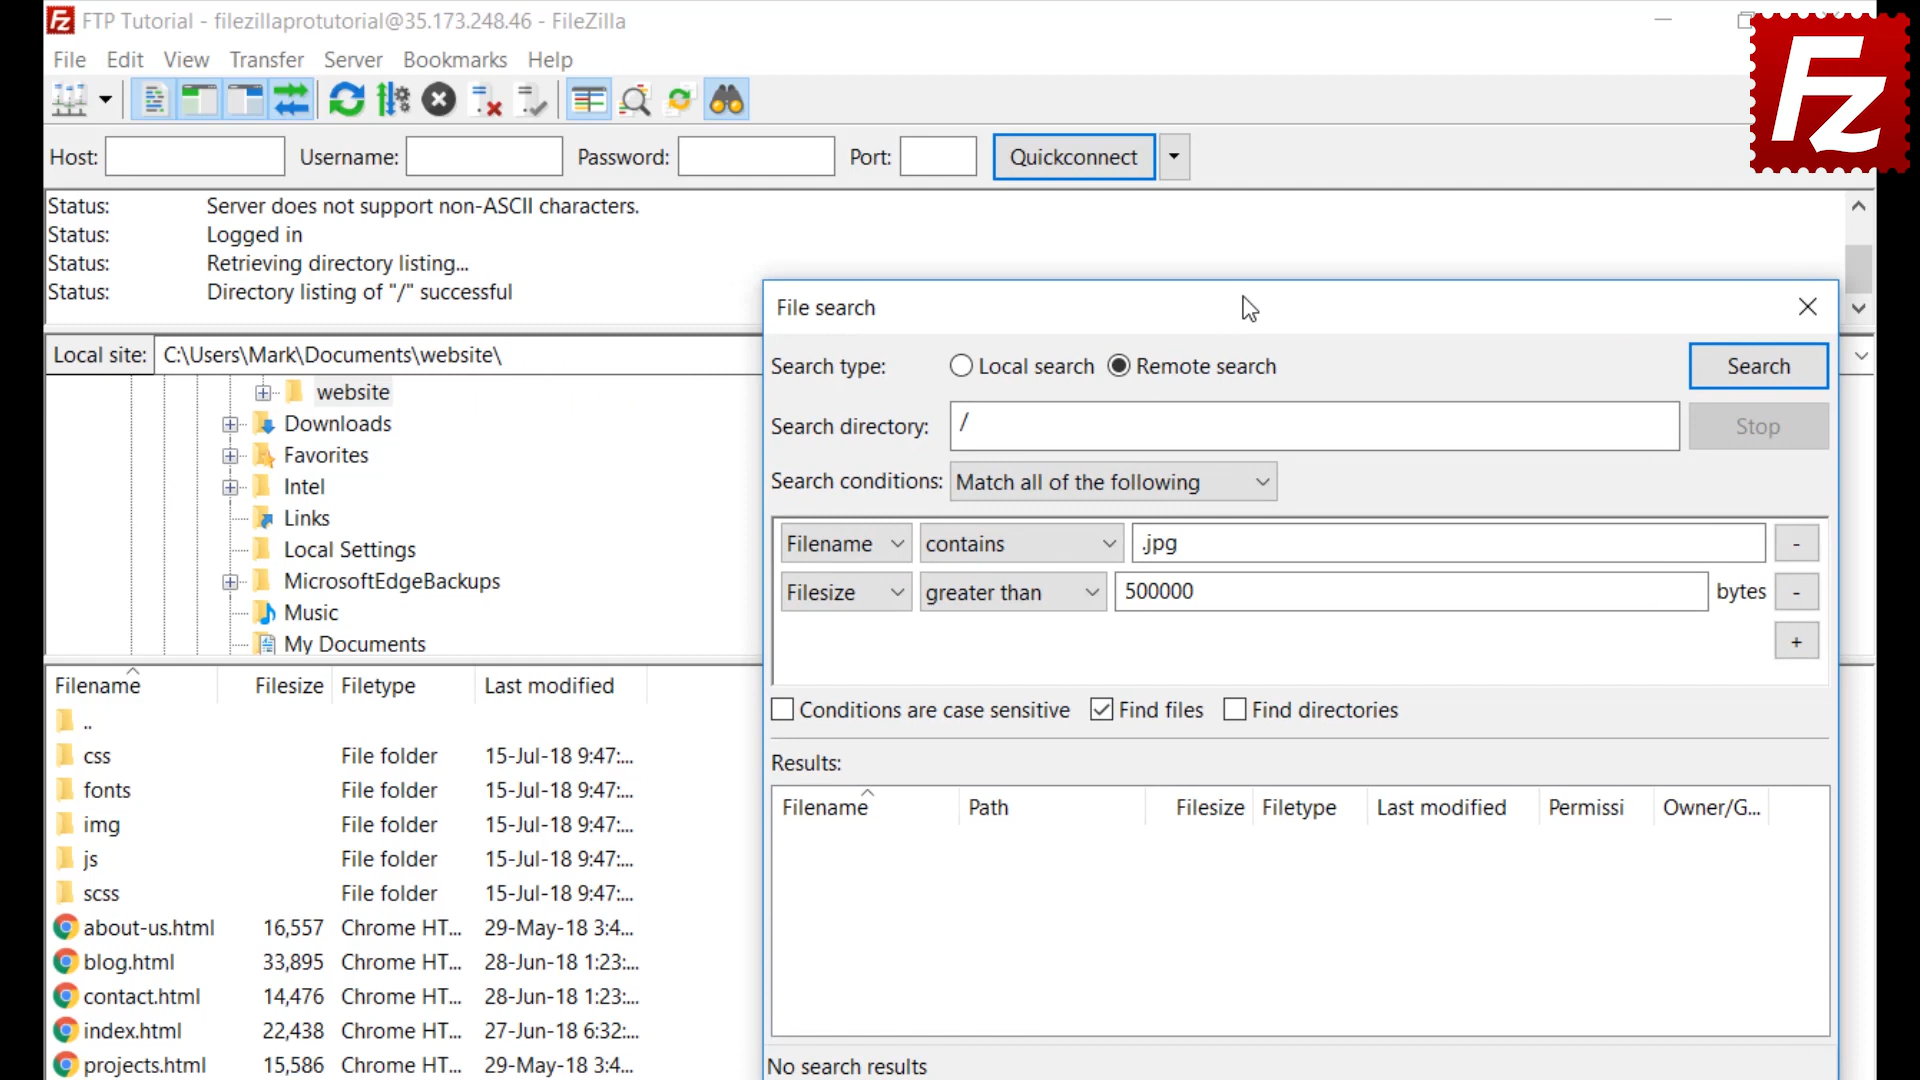 FTP Tutorial - filezillaprotutorial@35.173.248.46 - FileZilla
File Edit View Transfer Server Bookmarks Help
Host: Username: Password: Port: Quickconnect
Status: Server does not support non-ASCII characters.
Status: Logged in
Status: Retrieving directory listing...
Status: Directory listing of "/" successful
Local site: C:\Users\Mark\Documents\website\
website
Downloads
Favorites
Intel
Links
Local Settings
MicrosoftEdgeBackups
Music
My Documents
Filename Filesize Filetype Last modified
..
css File folder 15-Jul-18 9:47:...
fonts File folder 15-Jul-18 9:47:...
img File folder 15-Jul-18 9:47:...
js File folder 15-Jul-18 9:47:...
scss File folder 15-Jul-18 9:47:...
about-us.html 16,557 Chrome HT... 29-May-18 3:4...
blog.html 33,895 Chrome HT... 28-Jun-18 1:23:...
contact.html 14,476 Chrome HT... 28-Jun-18 1:23:...
index.html 22,438 Chrome HT... 27-Jun-18 6:32:...
projects.html 15,586 Chrome HT... 29-May-18 3:4...
File search
Search type: Local search Remote search Search
Search directory: / Stop
Search conditions: Match all of the following
Filename contains .jpg -
Filesize greater than 500000 bytes -
+
Conditions are case sensitive Find files Find directories
Results:
Filename Path Filesize Filetype Last modified Permissi Owner/G...
No search results
Fz